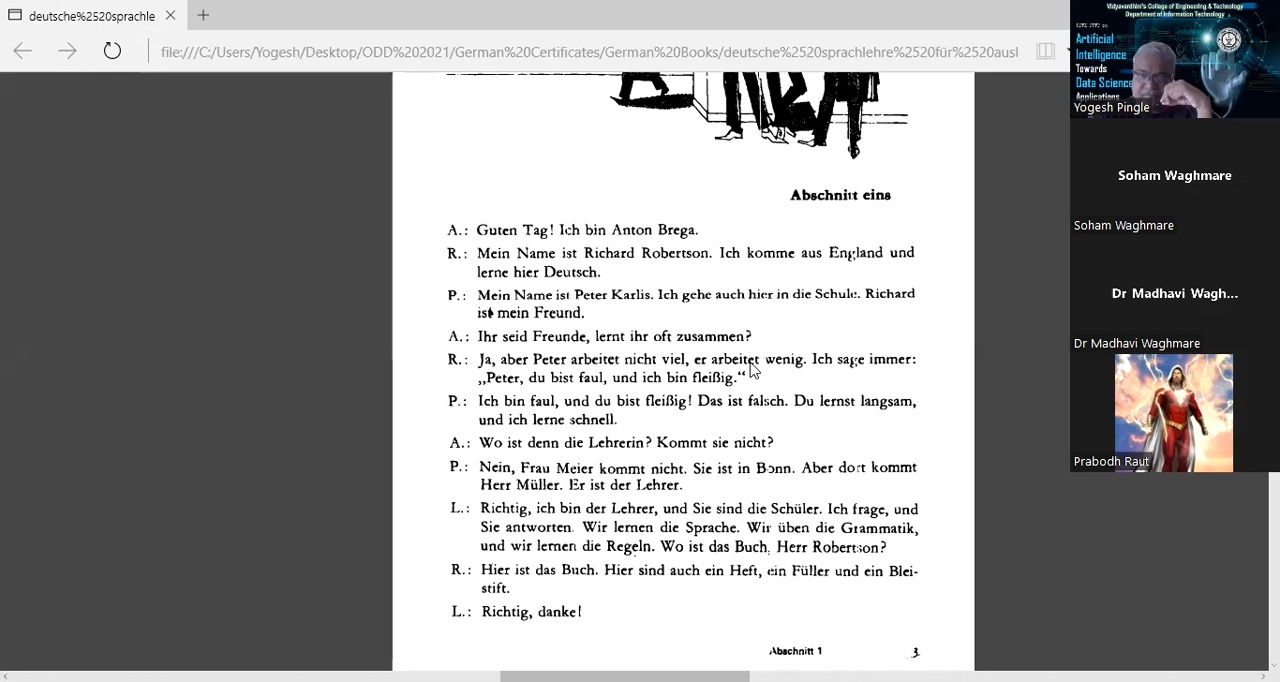 deutsche%2520sprachle
file:///C:/Users/Yogesh/Desktop/ODD%202021/German%20Certificates/German%20Books/deutsche%2520sprachlehre%2520für%2520ausl
Abschnitt eins
A.: Guten Tag! Ich bin Anton Brega.
R.: Mein Name ist Richard Robertson. Ich komme aus England und
lerne hier Deutsch.
P.: Mein Name ist Peter Karlis. Ich gehe auch hier in die Schule. Richard
ist mein Freund.
A.: Ihr seid Freunde, lernt ihr oft zusammen?
R.: Ja, aber Peter arbeitet nicht viel, er arbeitet wenig. Ich sage immer:
„Peter, du bist faul, und ich bin fleißig.“
P.: Ich bin faul, und du bist fleißig! Das ist falsch. Du lernst langsam,
und ich lerne schnell.
A.: Wo ist denn die Lehrerin? Kommt sie nicht?
P.: Nein, Frau Meier kommt nicht. Sie ist in Bonn. Aber dort kommt
Herr Müller. Er ist der Lehrer.
L.: Richtig, ich bin der Lehrer, und Sie sind die Schüler. Ich frage, und
Sie antworten. Wir lernen die Sprache. Wir üben die Grammatik,
und wir lernen die Regeln. Wo ist das Buch, Herr Robertson?
R.: Hier ist das Buch. Hier sind auch ein Heft, ein Füller und ein Blei-
stift.
L.: Richtig, danke!
Abschnitt 1 3
Vidyavardhini's College of Engineering & Technology
Department of Information Technology
Artificial
Intelligence
Towards
Data Science
Applications
Yogesh Pingle
Soham Waghmare
Soham Waghmare
Dr Madhavi Wagh...
Dr Madhavi Waghmare
Prabodh Raut